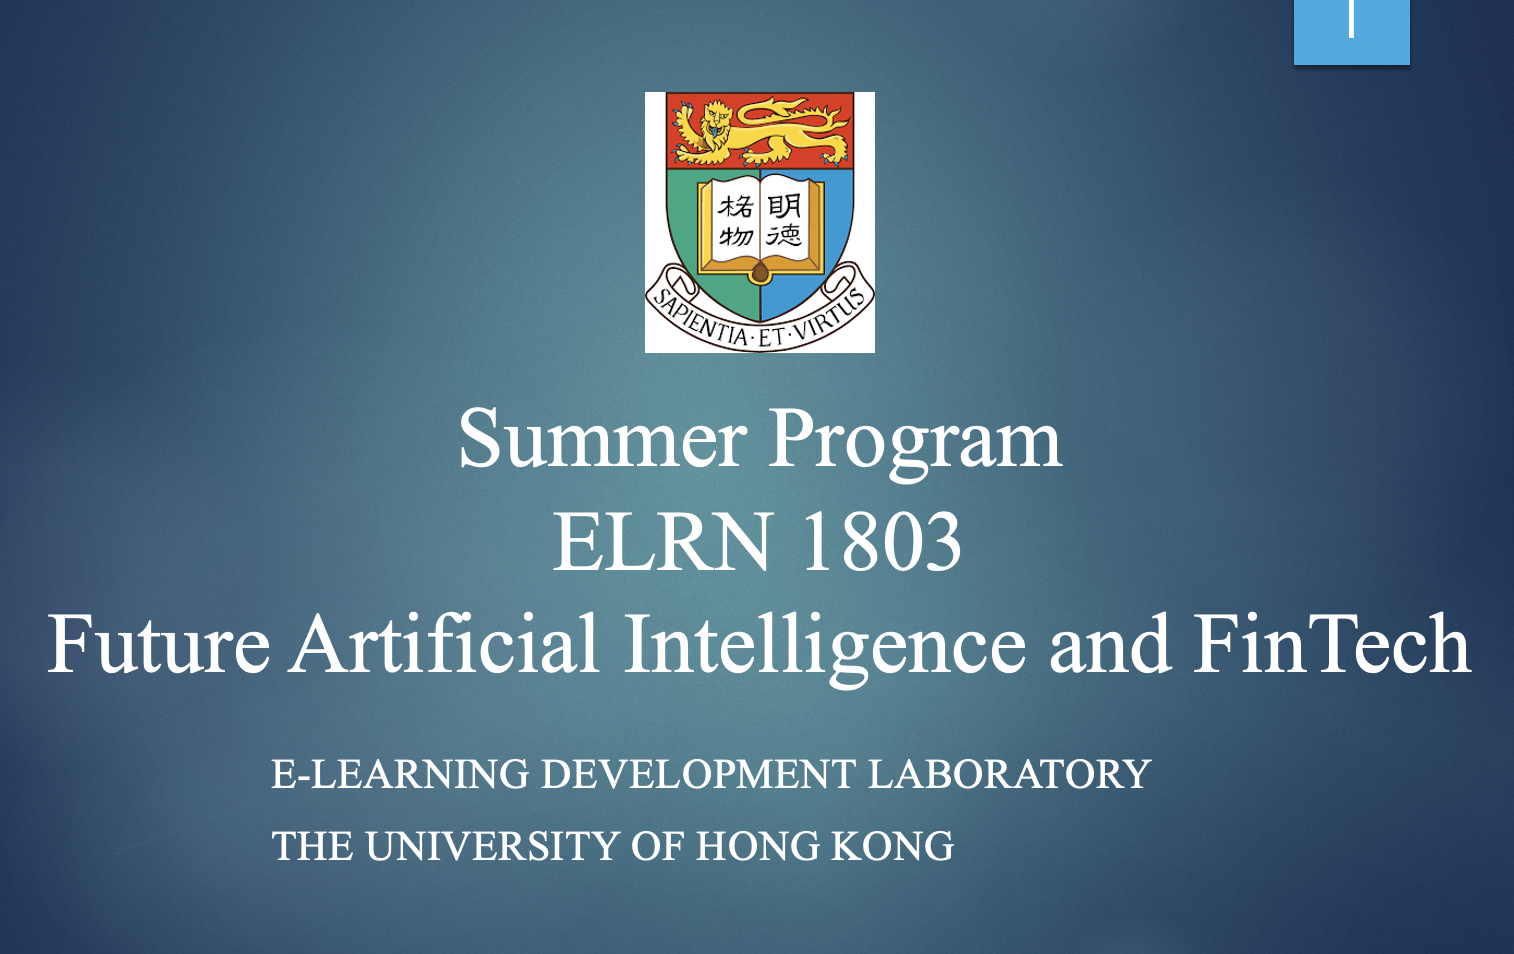 明德
格物
SAPIENTIA·ET·VIRTUS
Summer Program
ELRN 1803
Future Artificial Intelligence and FinTech
E-LEARNING DEVELOPMENT LABORATORY
THE UNIVERSITY OF HONG KONG